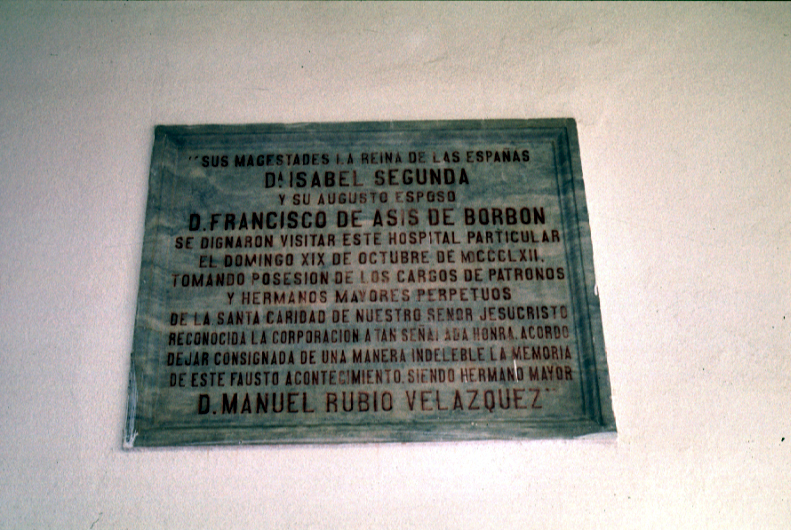 "SUS MAGESTADES LA REINA DE LAS ESPAÑAS
Dª ISABEL SEGUNDA
Y SU AUGUSTO ESPOSO
D. FRANCISCO DE ASIS DE BORBON
SE DIGNARON VISITAR ESTE HOSPITAL PARTICULAR
EL DOMINGO XIX DE OCTUBRE DE MDCCCLXII,
TOMANDO POSESION DE LOS CARGOS DE PATRONOS
Y HERMANOS MAYORES PERPETUOS
DE LA SANTA CARIDAD DE NUESTRO SEÑOR JESUCRISTO
RECONOCIDA LA CORPORACION A TAN SEÑALADA HONRA, ACORDO
DEJAR CONSIGNADA DE UNA MANERA INDELEBLE LA MEMORIA
DE ESTE FAUSTO ACONTECIMIENTO, SIENDO HERMANO MAYOR
D. MANUEL RUBIO VELAZQUEZ"